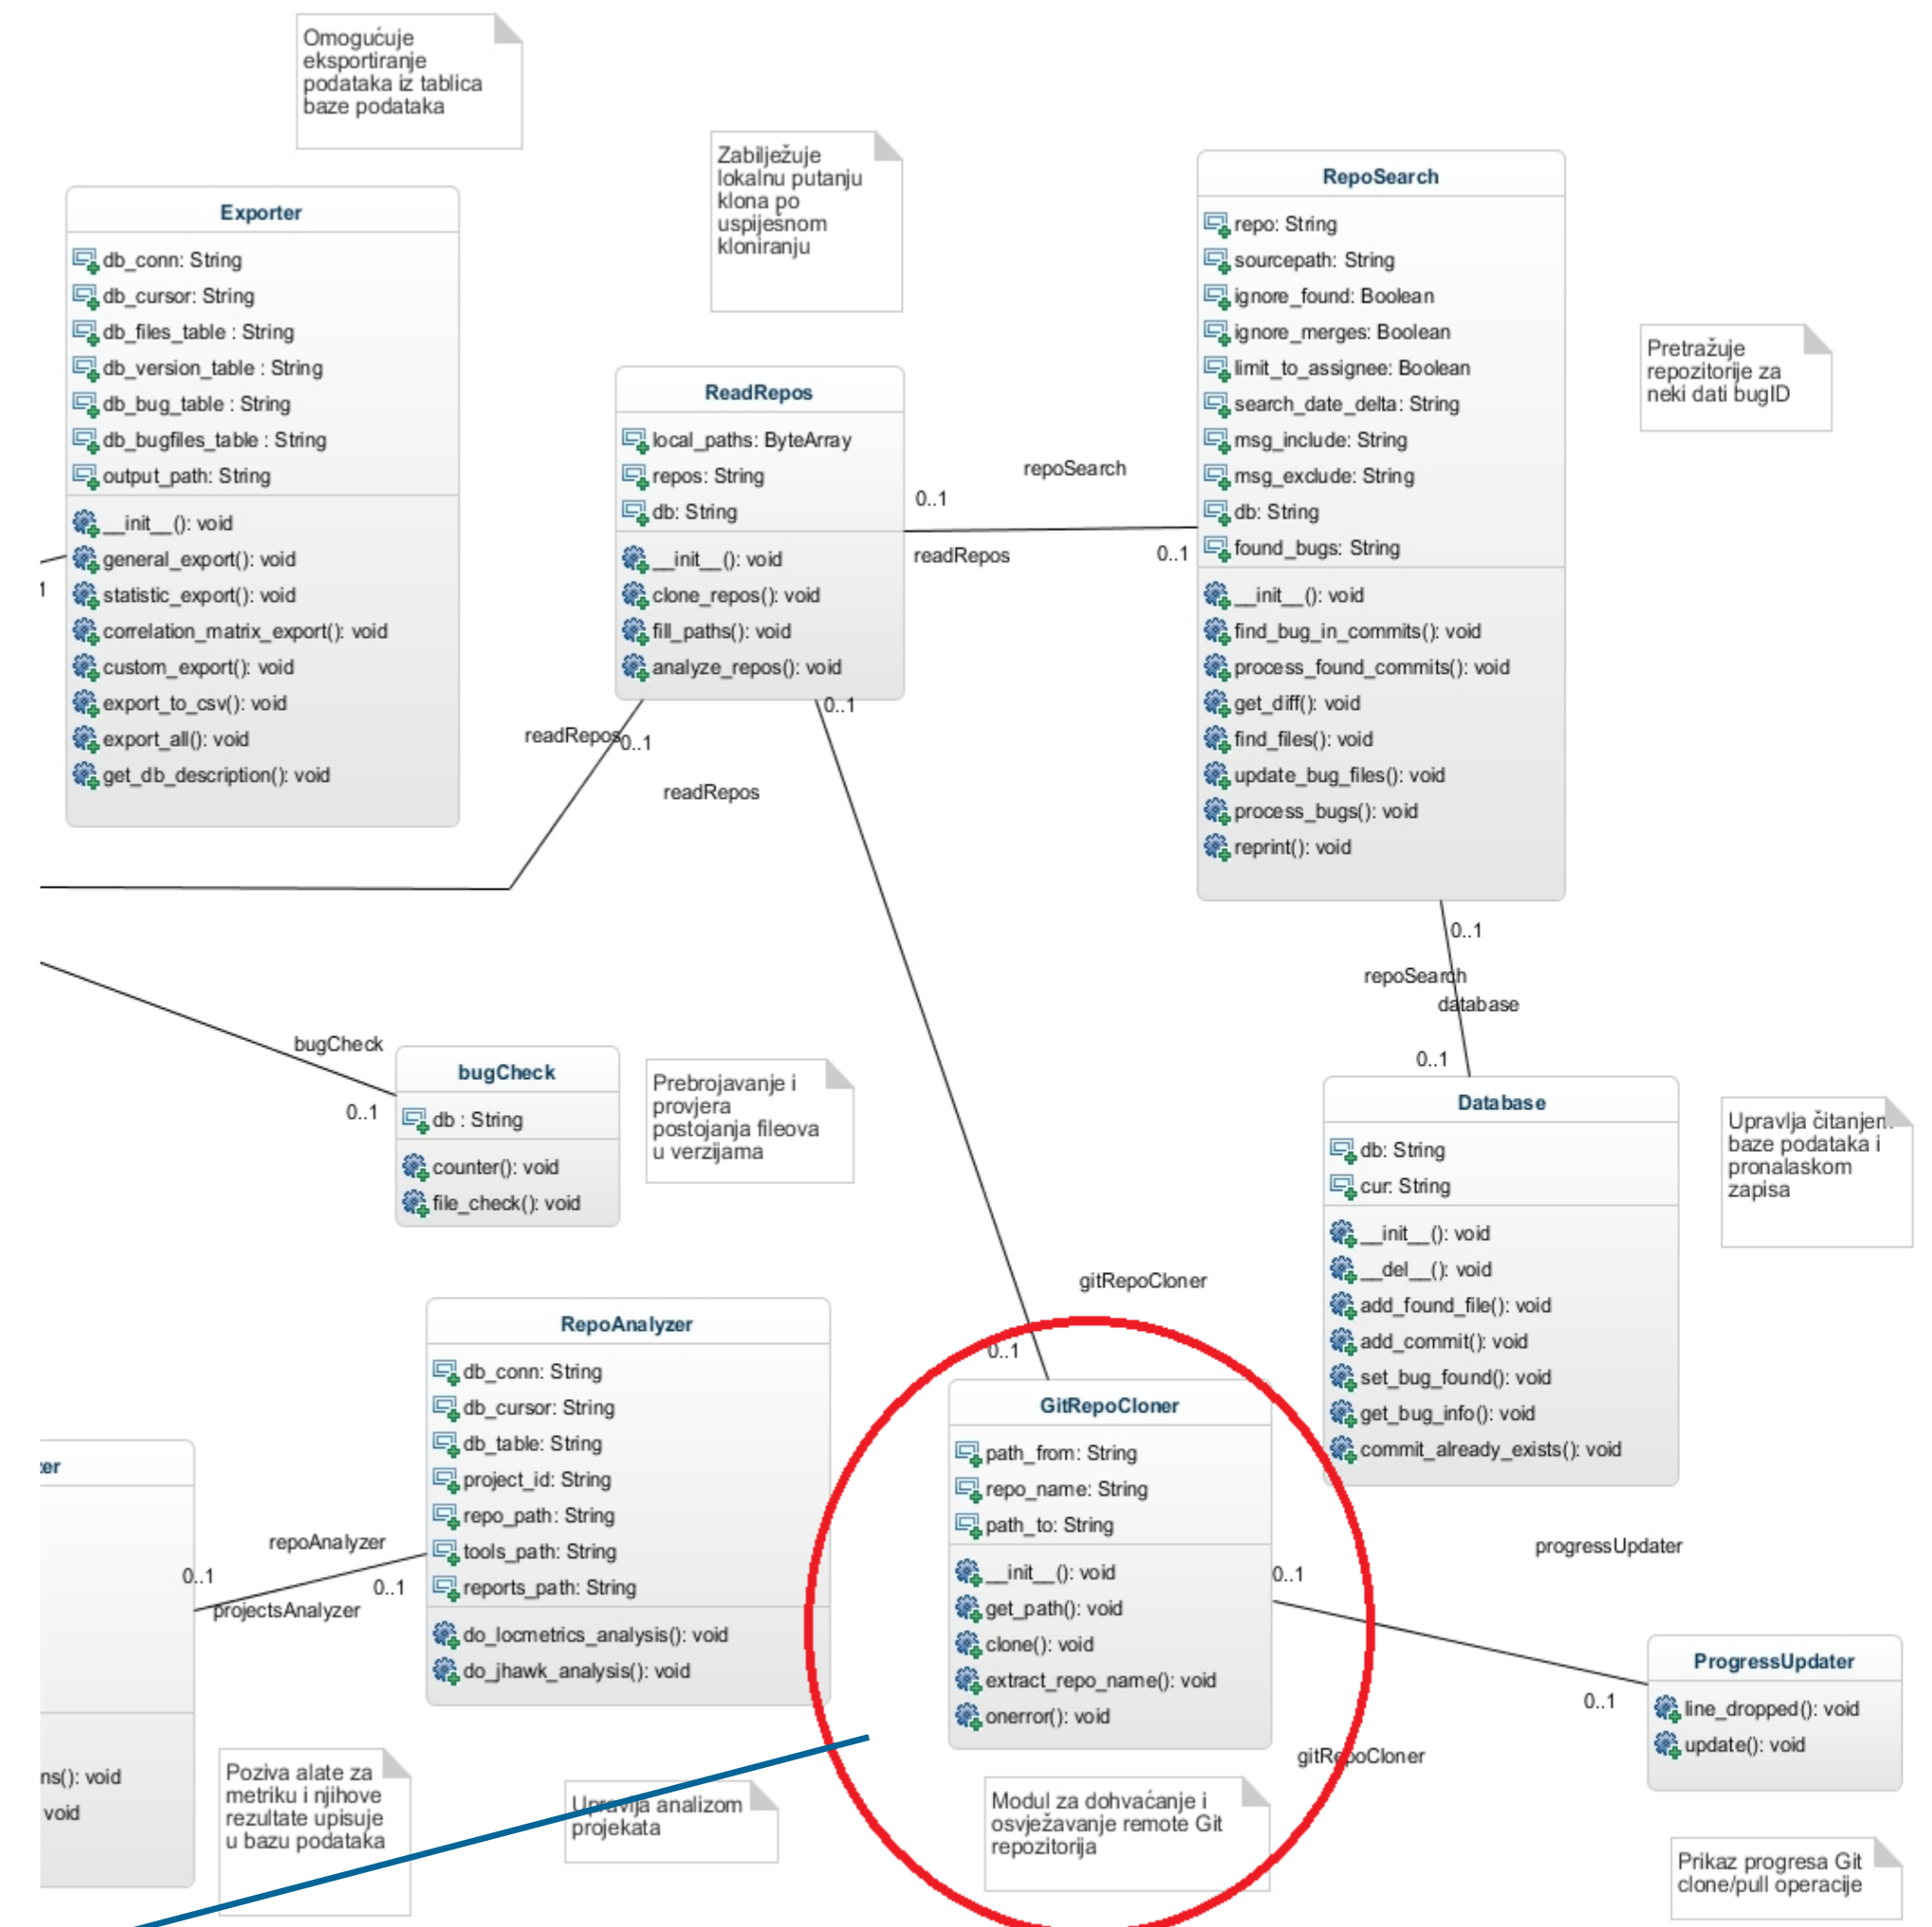 Omogućuje
eksportiranje
podataka iz tablica
baze podataka
Zabilježuje
lokalnu putanju
klona po
uspiješnom
kloniranju
Exporter
db_conn: String
db_cursor: String
db_files_table : String
db_version_table : String
db_bug_table : String
db_bugfiles_table : String
output_path: String
__init__(): void
general_export(): void
statistic_export(): void
correlation_matrix_export(): void
custom_export(): void
export_to_csv(): void
export_all(): void
get_db_description(): void
1
ReadRepos
local_paths: ByteArray
repos: String
db: String
__init__(): void
clone_repos(): void
fill_paths(): void
analyze_repos(): void
repoSearch
0..1
readRepos
0..1
RepoSearch
repo: String
sourcepath: String
ignore_found: Boolean
ignore_merges: Boolean
limit_to_assignee: Boolean
search_date_delta: String
msg_include: String
msg_exclude: String
db: String
found_bugs: String
__init__(): void
find_bug_in_commits(): void
process_found_commits(): void
get_diff(): void
find_files(): void
update_bug_files(): void
process_bugs(): void
reprint(): void
Pretražuje
repozitorije za
neki dati bugID
readRepos
0..1
0..1
readRepos
0..1
repoSearch
database
0..1
bugCheck
0..1
bugCheck
db : String
counter(): void
file_check(): void
Prebrojavanje i
provjera
postojanja fileova
u verzijama
Database
db: String
cur: String
__init__(): void
__del__(): void
add_found_file(): void
add_commit(): void
set_bug_found(): void
get_bug_info(): void
commit_already_exists(): void
Upravlja čitanjem
baze podataka i
pronalaskom
zapisa
gitRepoCloner
0..1
RepoAnalyzer
db_conn: String
db_cursor: String
db_table: String
project_id: String
repo_path: String
tools_path: String
reports_path: String
do_locmetrics_analysis(): void
do_jhawk_analysis(): void
GitRepoCloner
path_from: String
repo_name: String
path_to: String
__init__(): void
get_path(): void
clone(): void
extract_repo_name(): void
onerror(): void
zer
ns(): void
void
repoAnalyzer
0..1
0..1
projectsAnalyzer
progressUpdater
0..1
0..1
gitRepoCloner
ProgressUpdater
line_dropped(): void
update(): void
Poziva alate za
metriku i njihove
rezultate upisuje
u bazu podataka
Upravlja analizom
projekata
Modul za dohvaćanje i
osvježavanje remote Git
repozitorija
Prikaz progresa Git
clone/pull operacije